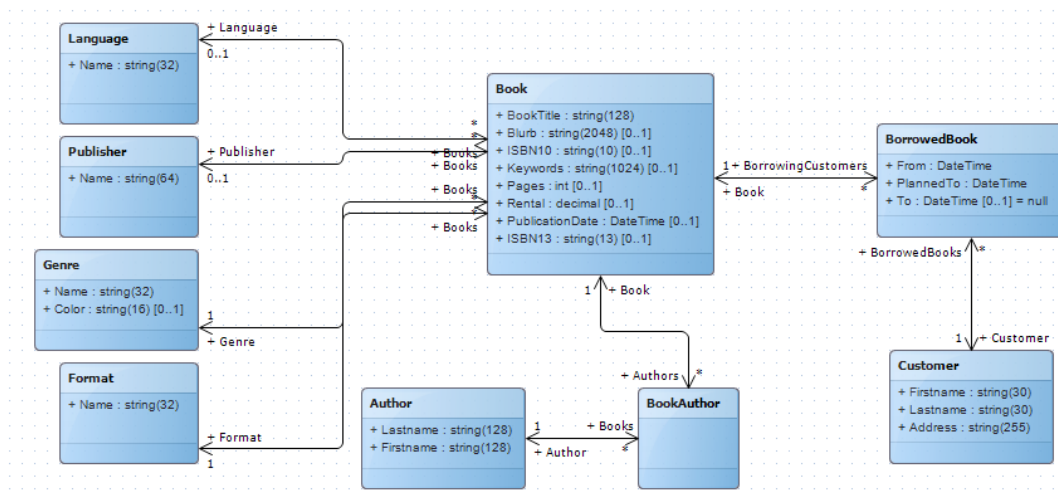 Language
+ Name : string(32)
+ Language
0..1
Publisher
+ Name : string(64)
+ Publisher
0..1
Genre
+ Name : string(32)
+ Color : string(16) [0..1]
1
+ Genre
Format
+ Name : string(32)
+ Format
1
*
*
+ Books
+ Books
+ Books
*
*
+ Books
Book
+ BookTitle : string(128)
+ Blurb : string(2048) [0..1]
+ ISBN10 : string(10) [0..1]
+ Keywords : string(1024) [0..1]
+ Pages : int [0..1]
+ Rental : decimal [0..1]
+ PublicationDate : DateTime [0..1]
+ ISBN13 : string(13) [0..1]
1 + BorrowingCustomers
+ Book
*
BorrowedBook
+ From : DateTime
+ PlannedTo : DateTime
+ To : DateTime [0..1] = null
+ BorrowedBooks
*
1
+ Customer
Customer
+ Firstname : string(30)
+ Lastname : string(30)
+ Address : string(255)
1
+ Book
+ Authors
*
BookAuthor
Author
+ Lastname : string(128)
+ Firstname : string(128)
1
+ Author
+ Books
*